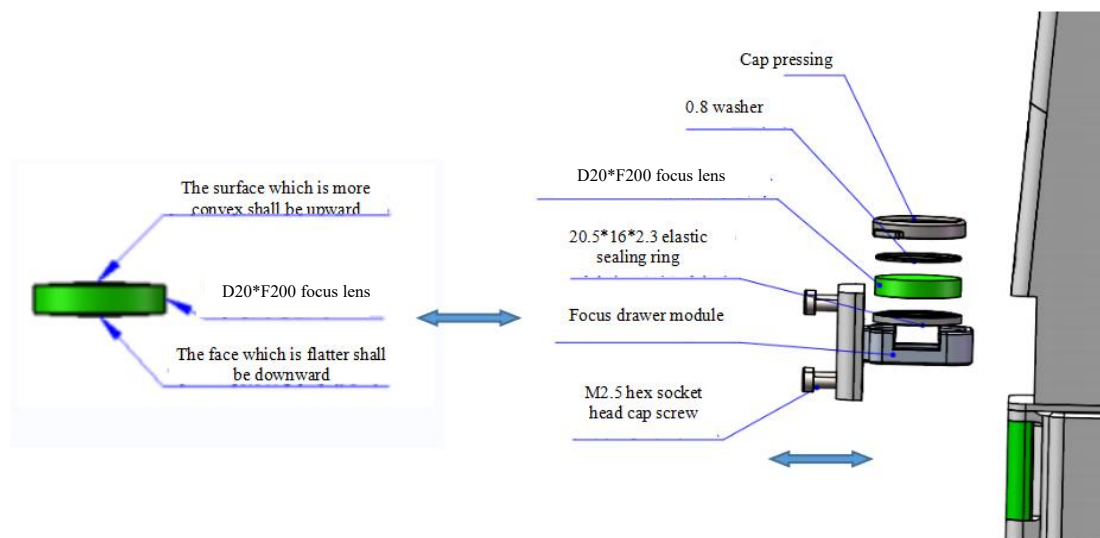 The surface which is more
convex shall be upward
D20*F200 focus lens
The face which is flatter shall
be downward
Cap pressing
0.8 washer
D20*F200 focus lens
20.5*16*2.3 elastic
sealing ring
Focus drawer module
M2.5 hex socket
head cap screw